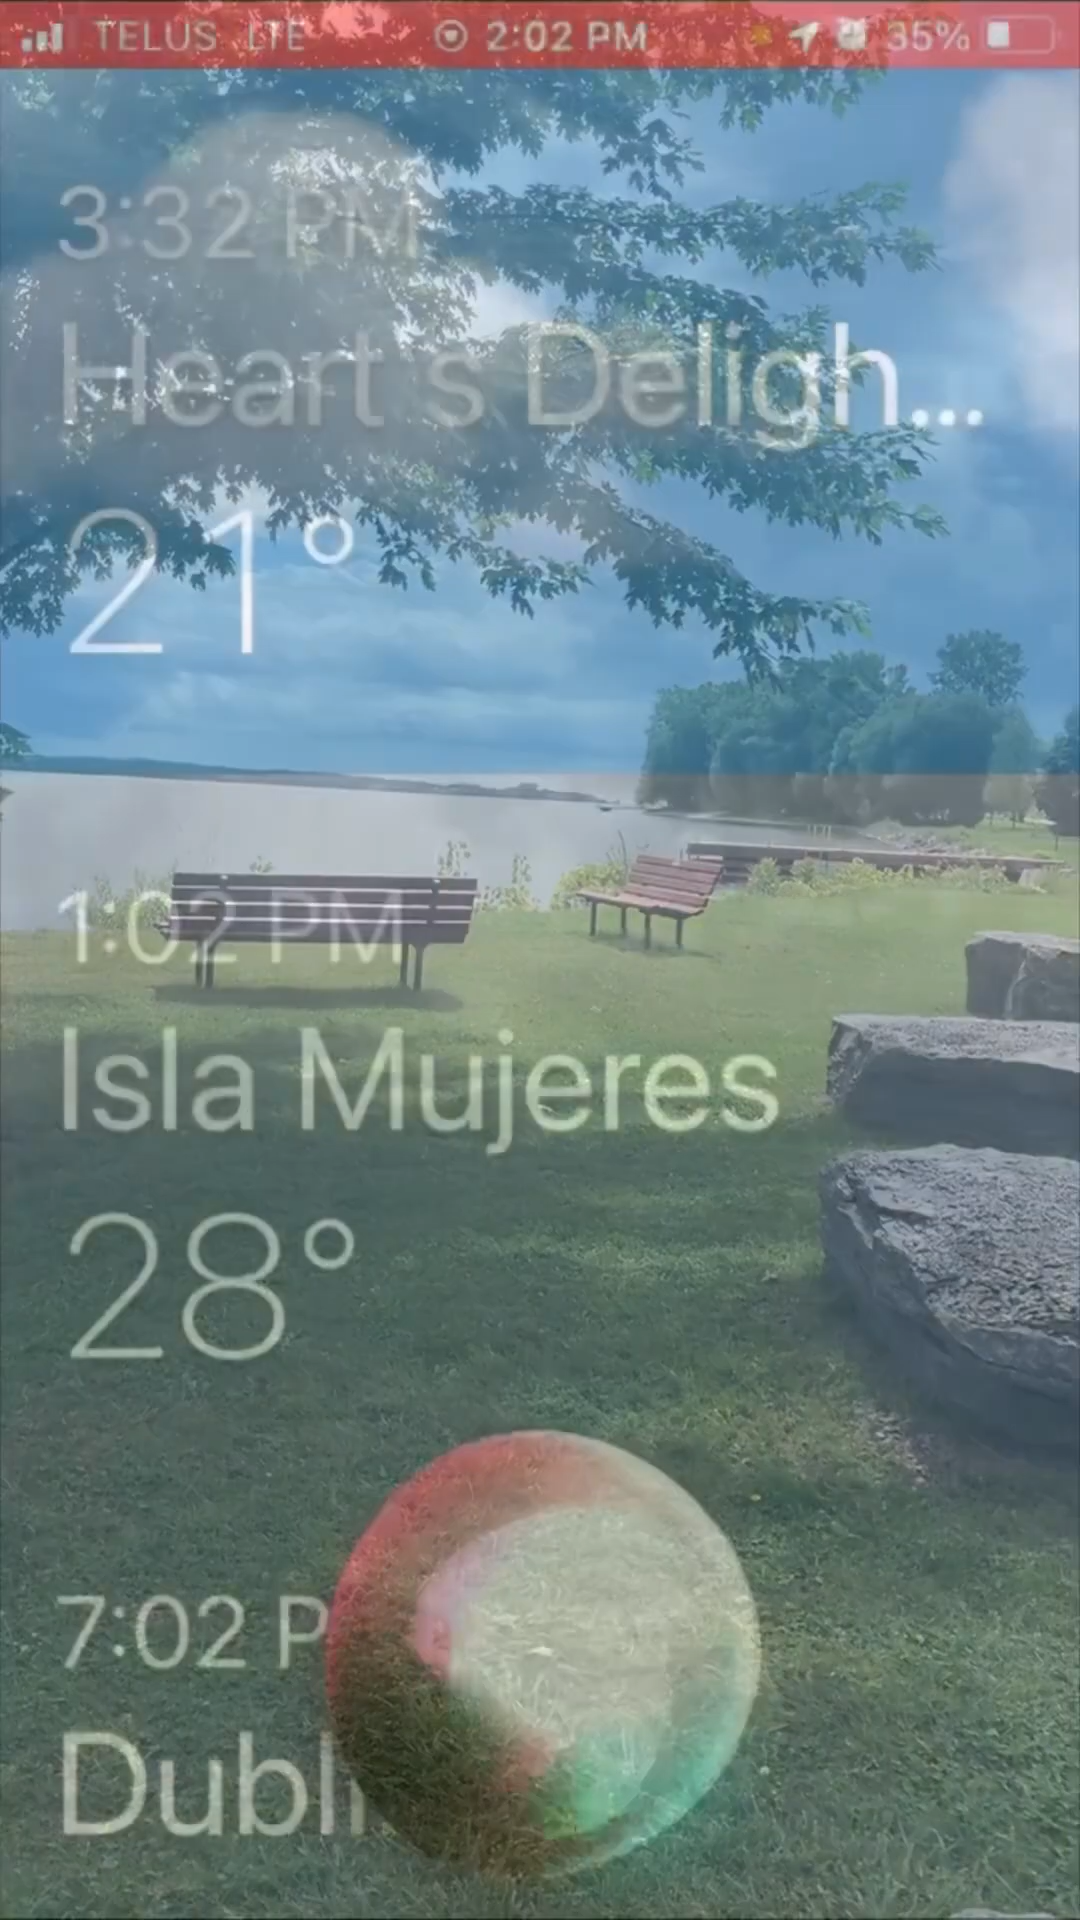 TELUS LTE 2:02 PM 35%
3:32 PM
Heart s Deligh...
21°
1:02 PM
Isla Mujeres
28°
7:02 P
Dubli